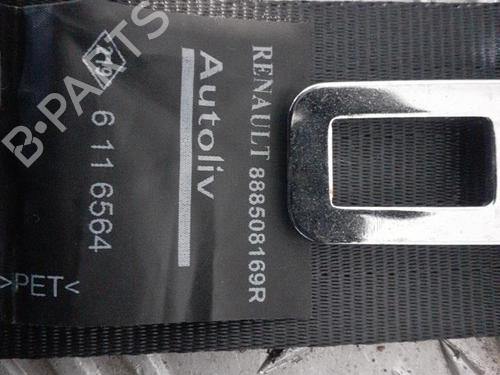 RENAULT 888508169R
Autoliv
6 11 6564
>PET<
B·PARTS